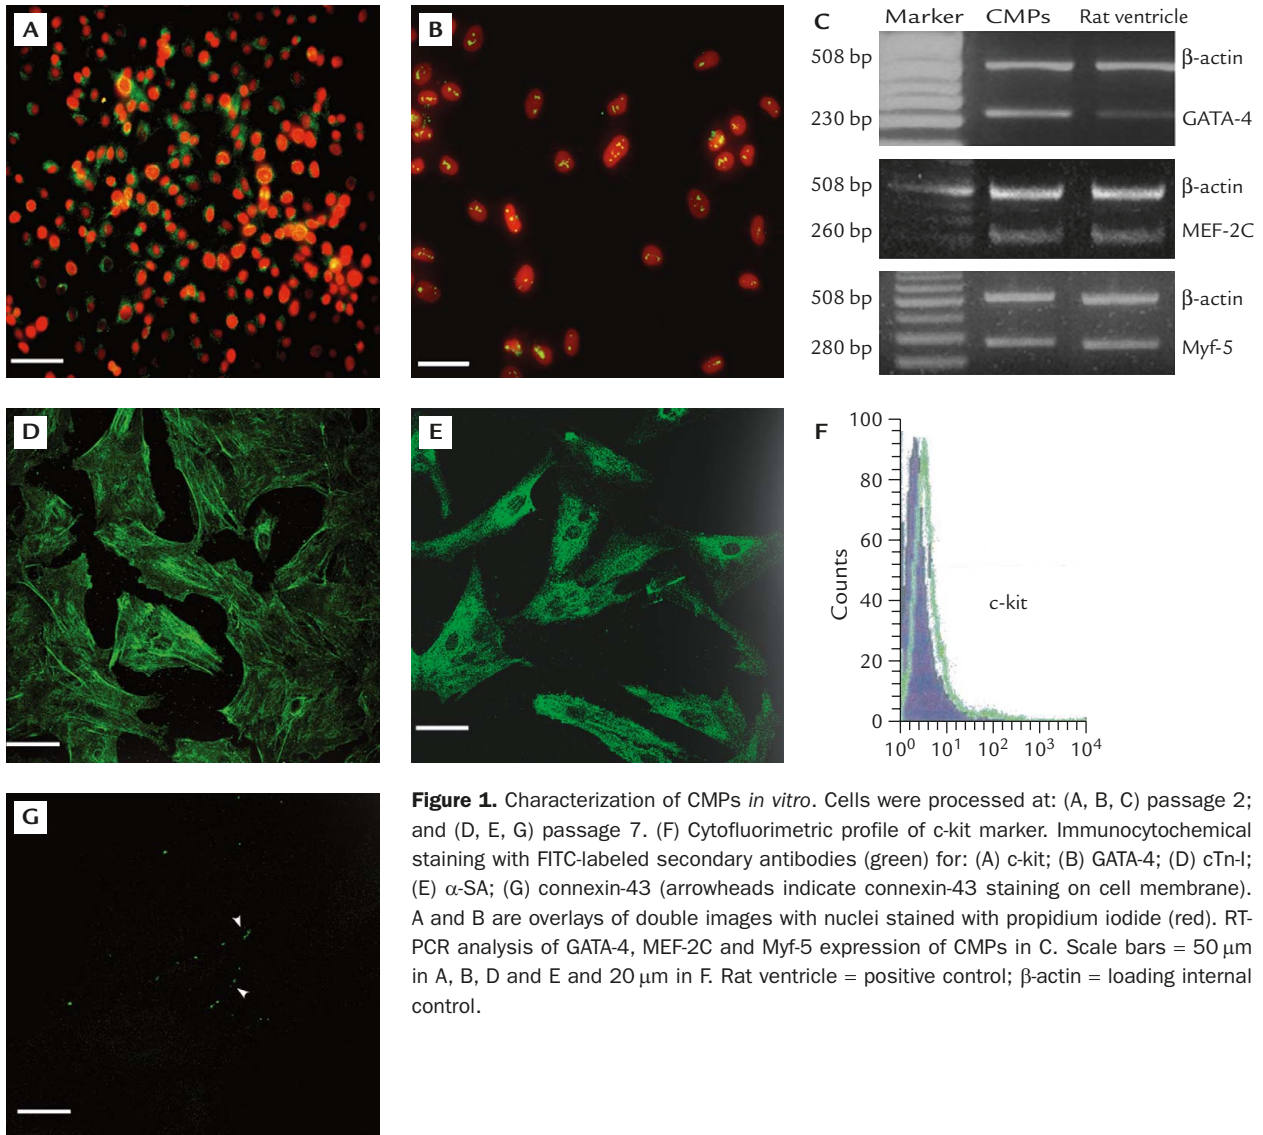 A
B
C
Marker CMPs Rat ventricle
508 bp β-actin
230 bp GATA-4
508 bp β-actin
260 bp MEF-2C
508 bp β-actin
280 bp Myf-5
D
E
F
100
80
60
40
20
0
Counts
c-kit
10⁰ 10¹ 10² 10³ 10⁴
G
Figure 1. Characterization of CMPs in vitro. Cells were processed at: (A, B, C) passage 2;
and (D, E, G) passage 7. (F) Cytofluorimetric profile of c-kit marker. Immunocytochemical
staining with FITC-labeled secondary antibodies (green) for: (A) c-kit; (B) GATA-4; (D) cTn-I;
(E) α-SA; (G) connexin-43 (arrowheads indicate connexin-43 staining on cell membrane).
A and B are overlays of double images with nuclei stained with propidium iodide (red). RT-
PCR analysis of GATA-4, MEF-2C and Myf-5 expression of CMPs in C. Scale bars = 50 μm
in A, B, D and E and 20 μm in F. Rat ventricle = positive control; β-actin = loading internal
control.